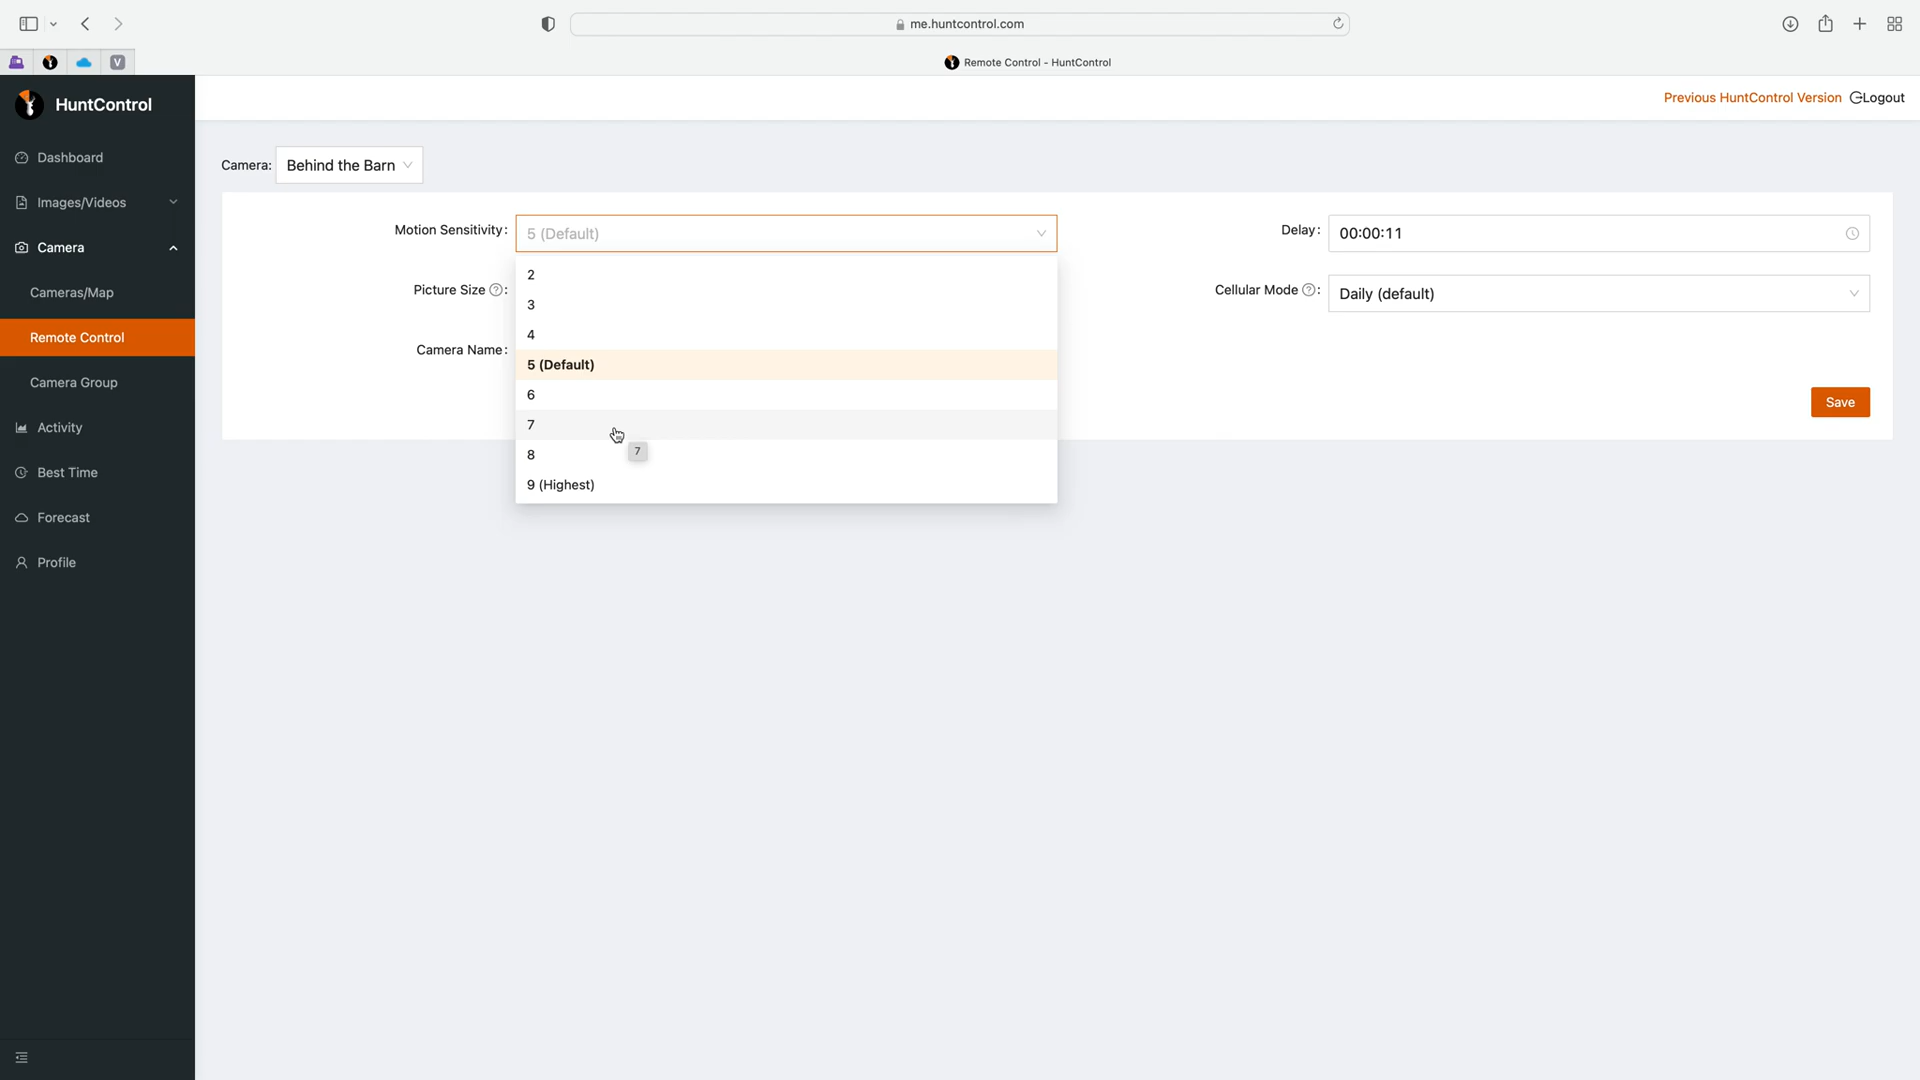 me.huntcontrol.com
V
Remote Control - HuntControl
HuntControl
Previous HuntControl Version
Logout
Dashboard
Images/Videos
Camera
Cameras/Map
Remote Control
Camera Group
Activity
Best Time
Forecast
Profile
Camera: Behind the Barn
Motion Sensitivity: 5 (Default)
Delay: 00:00:11
2
3
4
5 (Default)
6
7
7
8
9 (Highest)
Picture Size ? :
Cellular Mode ? : Daily (default)
Camera Name:
Save